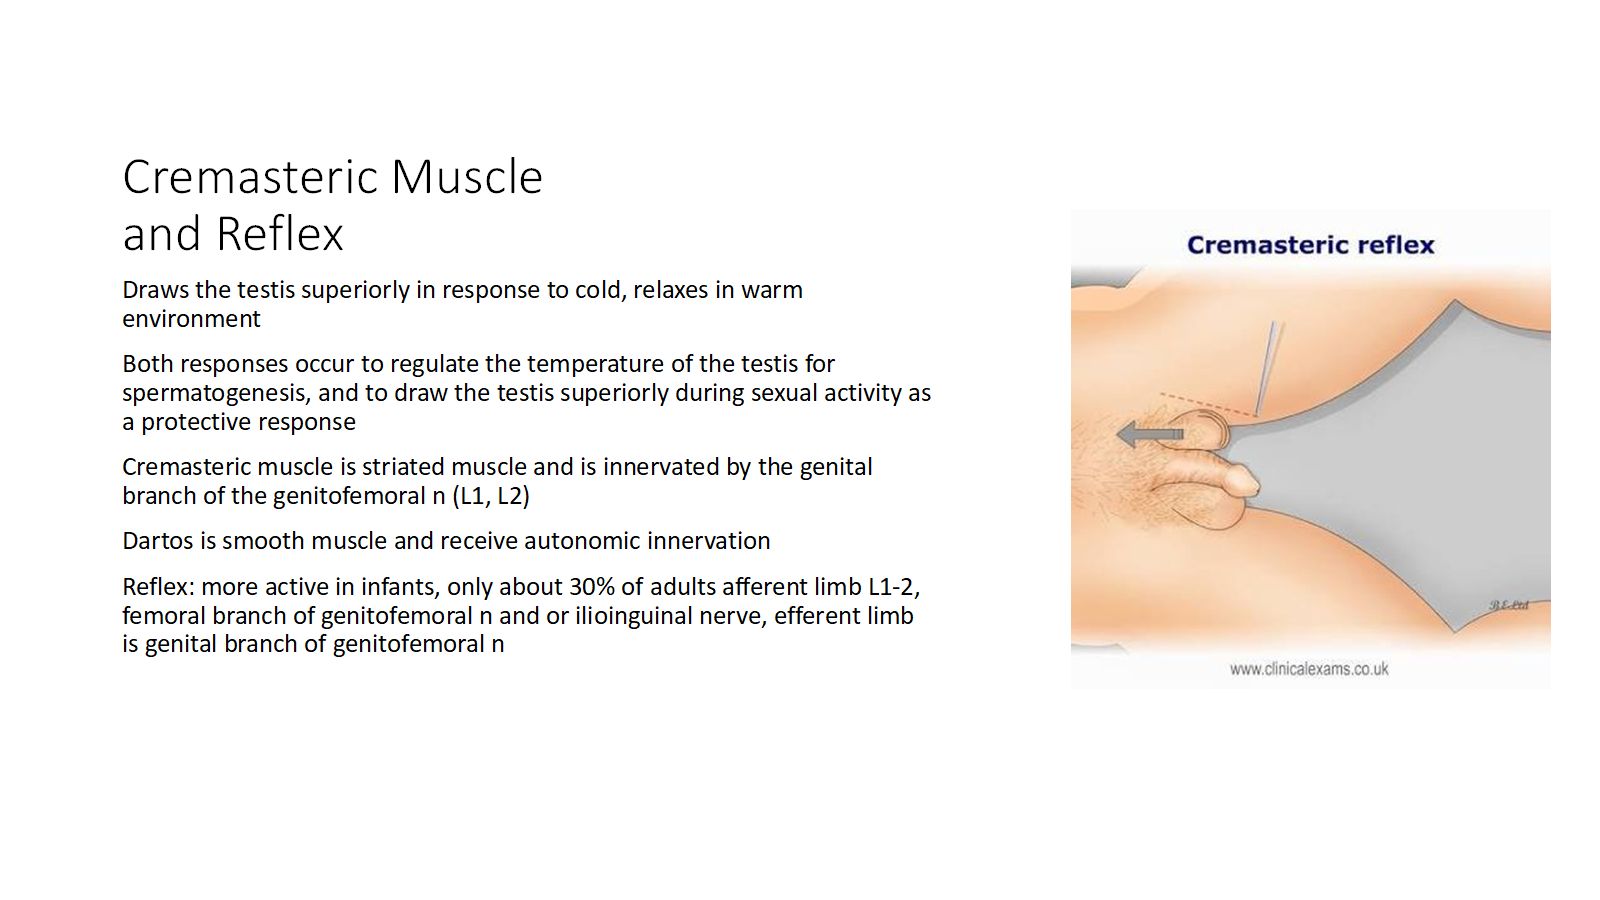 Cremasteric Muscle
and Reflex
Draws the testis superiorly in response to cold, relaxes in warm
environment
Both responses occur to regulate the temperature of the testis for
spermatogenesis, and to draw the testis superiorly during sexual activity as
a protective response
Cremasteric muscle is striated muscle and is innervated by the genital
branch of the genitofemoral n (L1, L2)
Dartos is smooth muscle and receive autonomic innervation
Reflex: more active in infants, only about 30% of adults afferent limb L1-2,
femoral branch of genitofemoral n and or ilioinguinal nerve, efferent limb
is genital branch of genitofemoral n
Cremasteric reflex
www.clinicalexams.co.uk